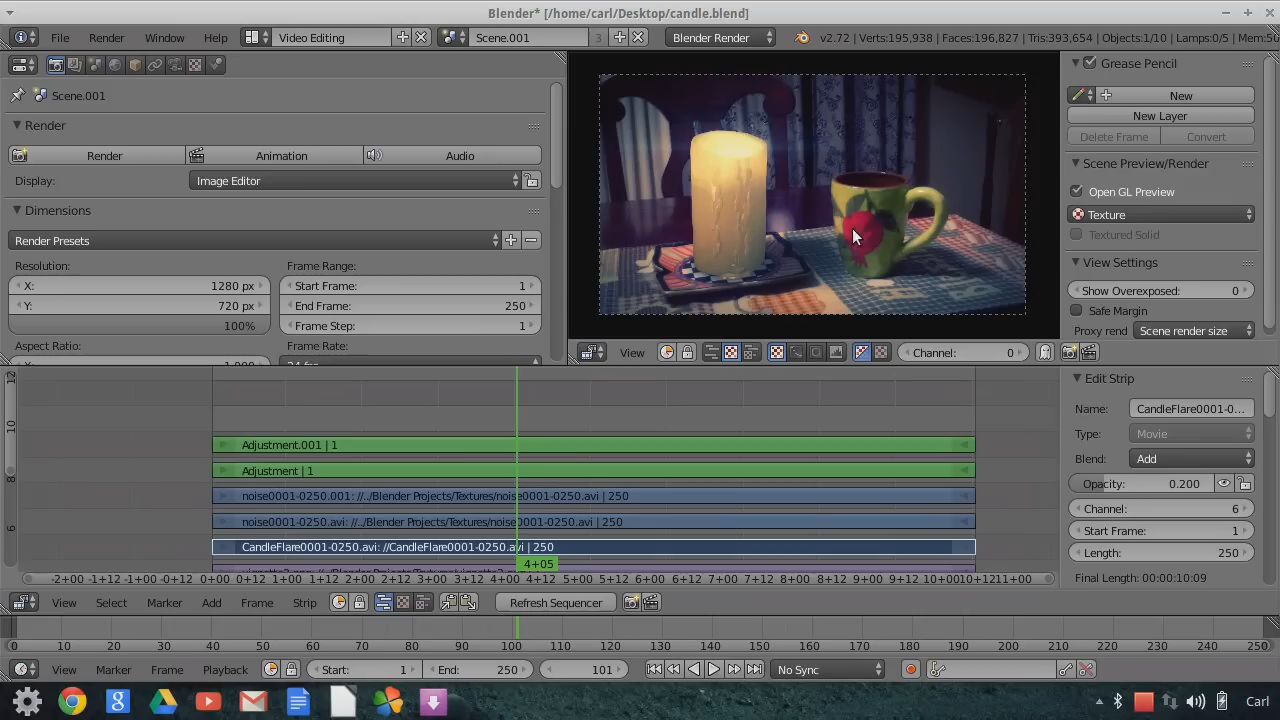 Blender* [/home/carl/Desktop/candle.blend]
File Render Window Help Video Editing Scene.001 3 Blender Render v2.72 | Verts:195,938 | Faces:196,827 | Tris:393,654 | Objects:1/10 | Lamps:0/5 |
Scene.001
Render
Render Animation Audio
Display: Image Editor
Dimensions
Render Presets
Resolution: Frame Range:
X: 1280 px Start Frame: 1
Y: 720 px End Frame: 250
100% Frame Step: 1
Aspect Ratio: Frame Rate:
View Channel: 0
Grease Pencil
New
New Layer
Delete Frame Convert
Scene Preview/Render
Open GL Preview
Texture
Textured Solid
View Settings
Show Overexposed: 0
Safe Margin
Proxy rend Scene render size
12
10
8
6
Adjustment.001 | 1
Adjustment | 1
noise0001-0250.001: //../Blender Projects/Textures/noise0001-0250.avi | 250
noise0001-0250.avi: //../Blender Projects/Textures/noise0001-0250.avi | 250
CandleFlare0001-0250.avi: //CandleFlare0001-0250.avi | 250
4+05
-2+00 -1+12 -1+00 -0+12 0+00 0+12 1+00 1+12 2+00 2+12 3+00 3+12 4+00 4+12 5+00 5+12 6+00 6+12 7+00 7+12 8+00 8+12 9+00 9+12 10+00 10+12 11+00
Edit Strip
Name: CandleFlare0001-0...
Type: Movie
Blend: Add
Opacity: 0.200
Channel: 6
Start Frame: 1
Length: 250
Final Length: 00:00:10:09
View Select Marker Add Frame Strip Refresh Sequencer
0 10 20 30 40 50 60 70 80 90 100 110 120 130 140 150 160 170 180 190 200 210 220 230 240 250
View Marker Frame Playback Start: 1 End: 250 101 No Sync
Carl